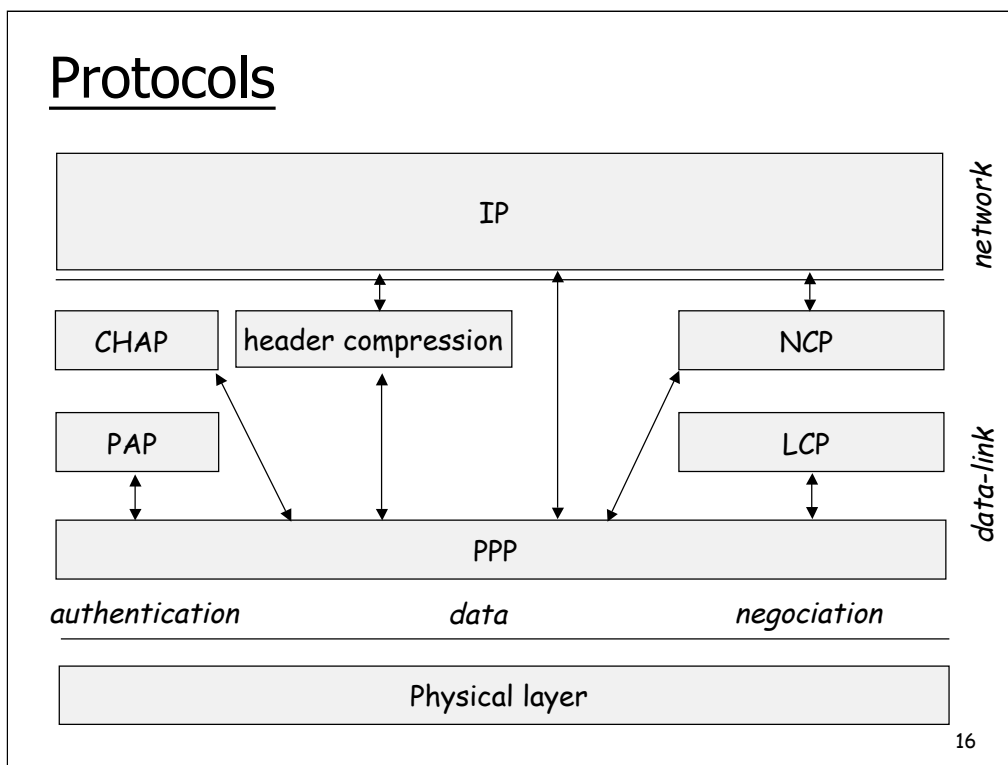 Protocols
IP
network
CHAP
header compression
NCP
PAP
LCP
data-link
PPP
authentication
data
negociation
Physical layer
16